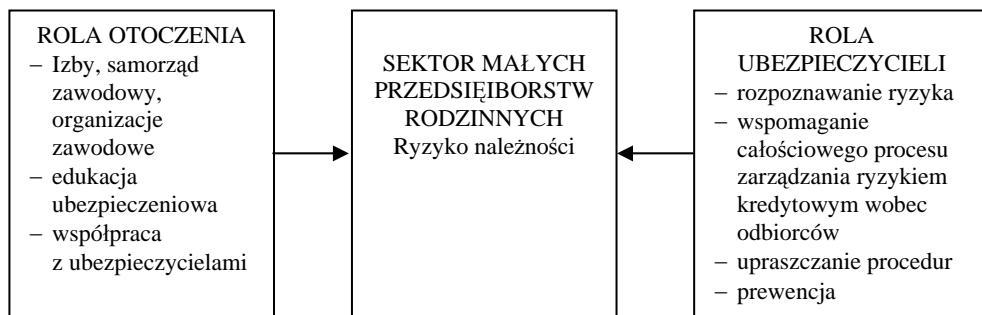 ROLA OTOCZENIA
– Izby, samorząd
zawodowy,
organizacje
zawodowe
– edukacja
ubezpieczeniowa
– współpraca
z ubezpieczycielami
SEKTOR MAŁYCH
PRZEDSIĘIBORSTW
RODZINNYCH
Ryzyko należności
ROLA
UBEZPIECZYCIELI
– rozpoznawanie ryzyka
– wspomaganie
całościowego procesu
zarządzania ryzykiem
kredytowym wobec
odbiorców
– upraszczanie procedur
– prewencja